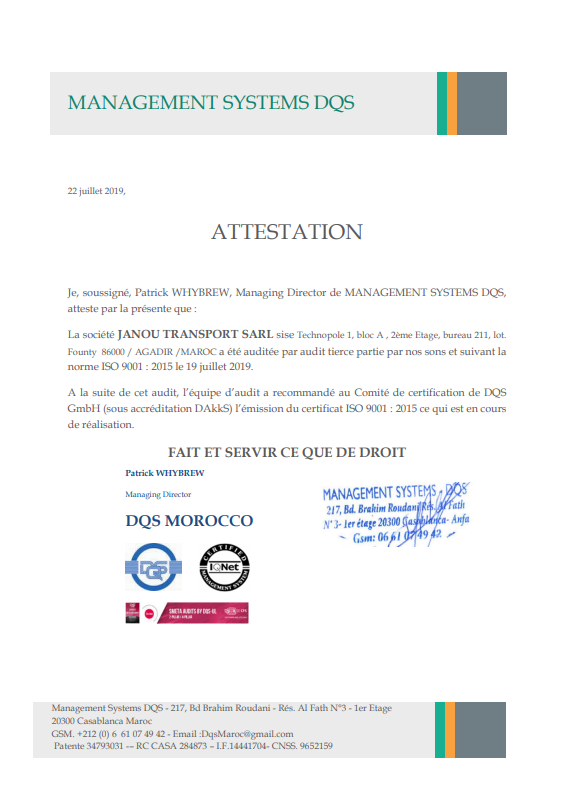 MANAGEMENT SYSTEMS DQS
22 juillet 2019,
ATTESTATION
Je, soussigné, Patrick WHYBREW, Managing Director de MANAGEMENT SYSTEMS DQS,
atteste par la présente que :
La société JANOU TRANSPORT SARL sise Technopole 1, bloc A , 2ème Etage, bureau 211, lot.
Founty 86000 / AGADIR /MAROC a été auditée par audit tierce partie par nos sons et suivant la
norme ISO 9001 : 2015 le 19 juillet 2019.
A la suite de cet audit, l'équipe d'audit a recommandé au Comité de certification de DQS
GmbH (sous accréditation DAkkS) l'émission du certificat ISO 9001 : 2015 ce qui est en cours
de réalisation.
FAIT ET SERVIR CE QUE DE DROIT
Patrick WHYBREW
Managing Director
DQS MOROCCO
MANAGEMENT SYSTEMS - DQS
217, Bd. Brahim Roudani Rés. Al Fath
N° 3- 1er étage 20300 Casablanca- Anfa
Gsm: 06 61 07 49 42
DQS
CERTIFIED
IQNet
MANAGEMENT SYSTEM
SMETA AUDITS BY DQS-UL
Management Systems DQS - 217, Bd Brahim Roudani - Rés. Al Fath N°3 - 1er Etage
20300 Casablanca Maroc
GSM. +212 (0) 6 61 07 49 42 - Email :DqsMaroc@gmail.com
Patente 34793031 -– RC CASA 284873 – I.F.14441704- CNSS. 9652159